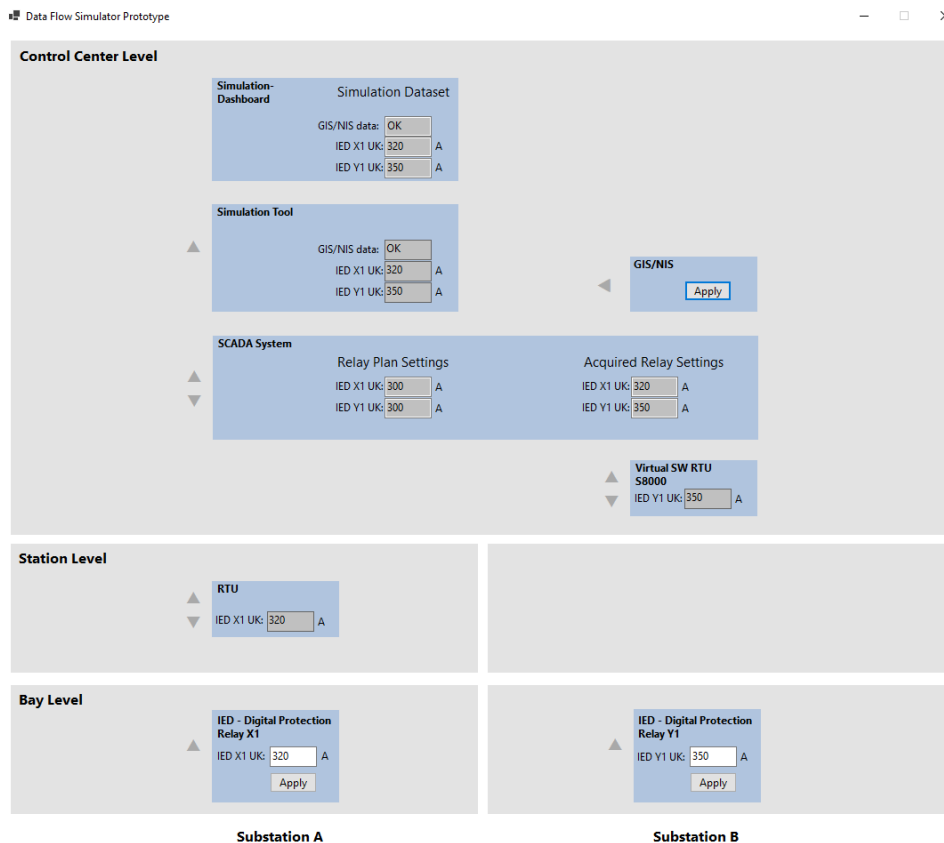 Data Flow Simulator Prototype
Control Center Level
Simulation-
Dashboard
Simulation Dataset
GIS/NIS data: OK
IED X1 UK: 320 A
IED Y1 UK: 350 A
Simulation Tool
GIS/NIS data: OK
IED X1 UK: 320 A
IED Y1 UK: 350 A
GIS/NIS
Apply
SCADA System
Relay Plan Settings
IED X1 UK: 300 A
IED Y1 UK: 300 A
Acquired Relay Settings
IED X1 UK: 320 A
IED Y1 UK: 350 A
Virtual SW RTU
S8000
IED Y1 UK: 350 A
Station Level
RTU
IED X1 UK: 320 A
Bay Level
IED - Digital Protection
Relay X1
IED X1 UK: 320 A
Apply
IED - Digital Protection
Relay Y1
IED Y1 UK: 350 A
Apply
Substation A
Substation B